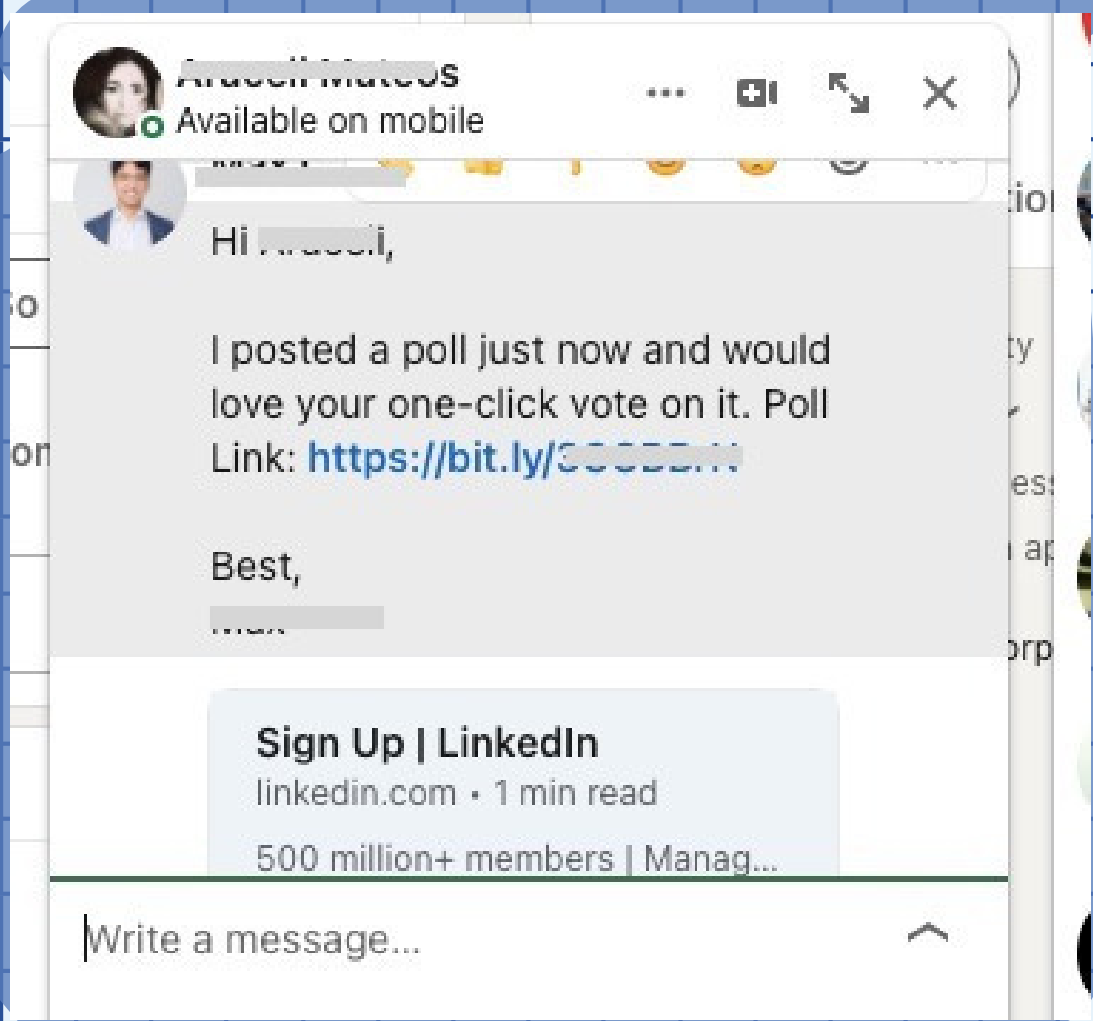 Available on mobile
Hi
I posted a poll just now and would
love your one-click vote on it. Poll
Link: https://bit.ly/
Best,
Sign Up | LinkedIn
linkedin.com • 1 min read
500 million+ members | Manag...
Write a message...